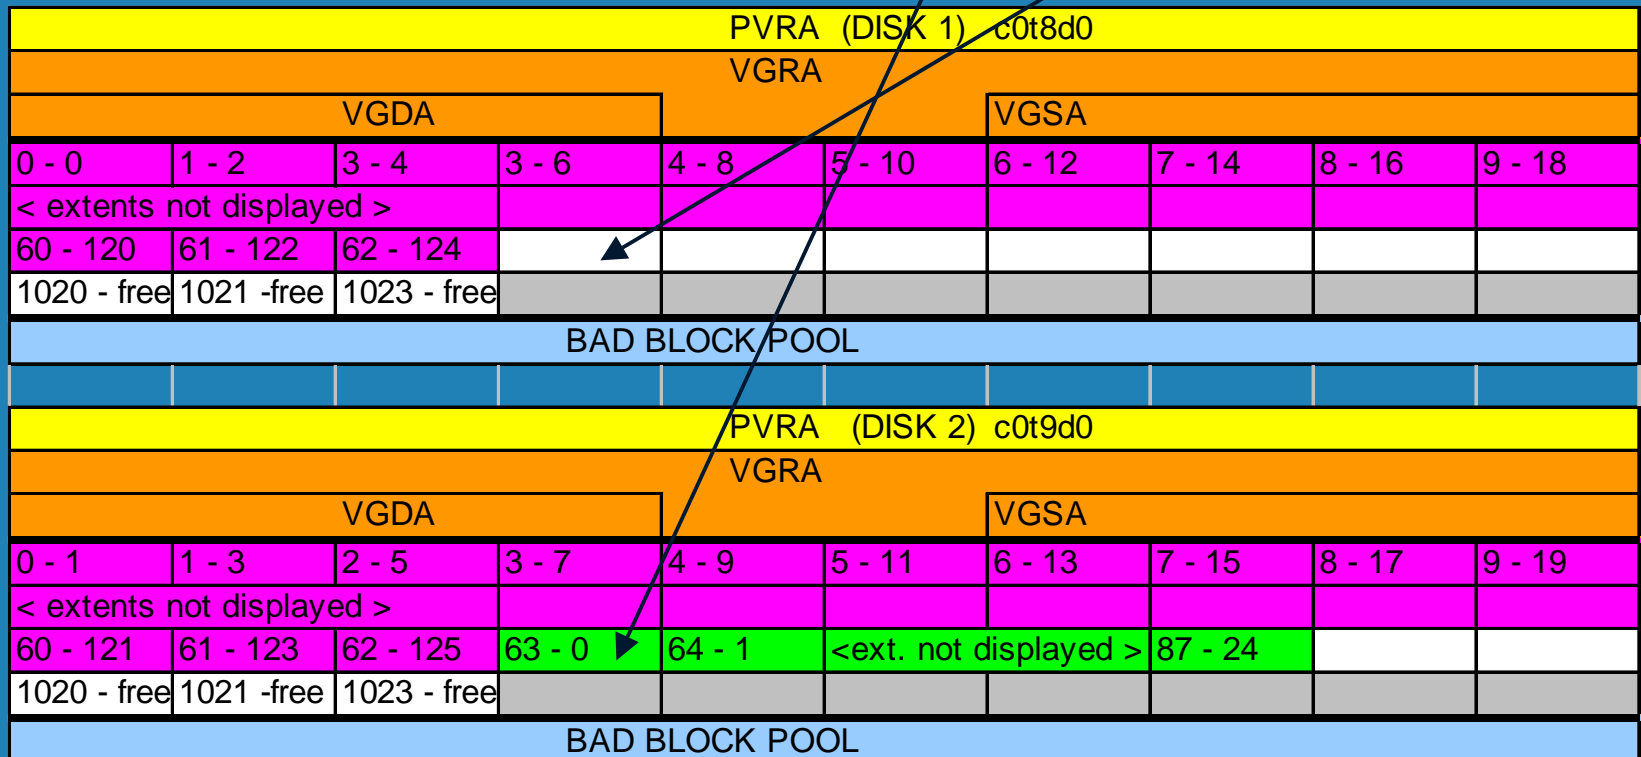 PVRA (DISK 1) c0t8d0
VGRA
VGDA VGSA
0 - 0 1 - 2 3 - 4 3 - 6 4 - 8 5 - 10 6 - 12 7 - 14 8 - 16 9 - 18
< extents not displayed >
60 - 120 61 - 122 62 - 124
1020 - free 1021 -free 1023 - free
BAD BLOCK POOL
PVRA (DISK 2) c0t9d0
VGRA
VGDA VGSA
0 - 1 1 - 3 2 - 5 3 - 7 4 - 9 5 - 11 6 - 13 7 - 15 8 - 17 9 - 19
< extents not displayed >
60 - 121 61 - 123 62 - 125 63 - 0 64 - 1 <ext. not displayed > 87 - 24
1020 - free 1021 -free 1023 - free
BAD BLOCK POOL